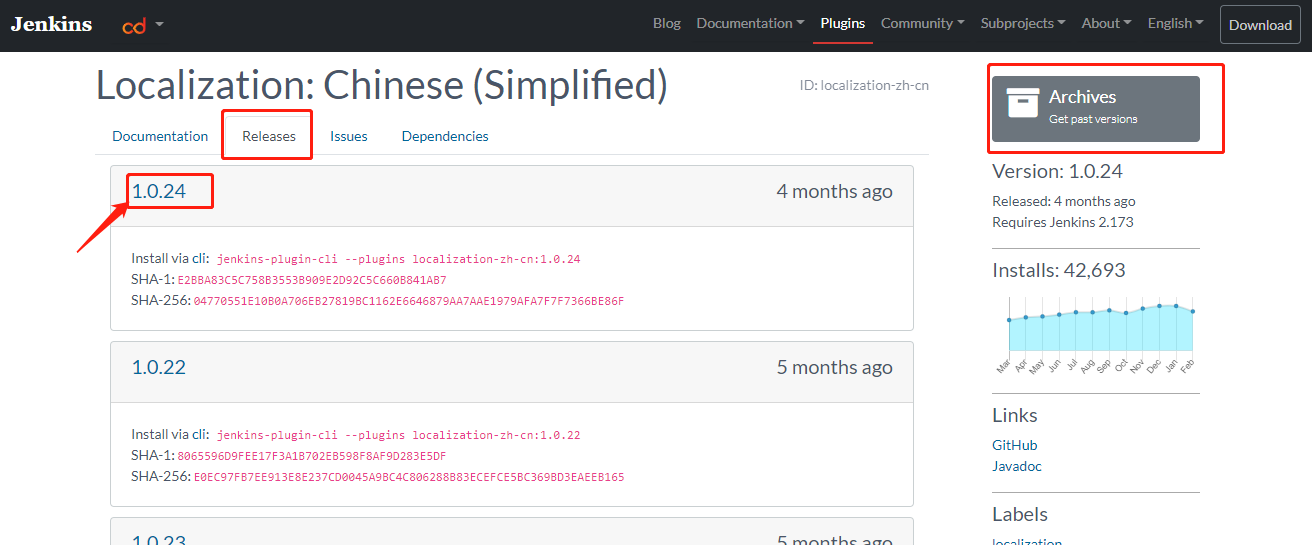 Jenkins
cd
Blog Documentation Plugins Community Subprojects About English Download
Localization: Chinese (Simplified)
ID: localization-zh-cn
Documentation Releases Issues Dependencies
1.0.24 4 months ago
Install via cli: jenkins-plugin-cli --plugins localization-zh-cn:1.0.24
SHA-1: E2BBA83C5C758B3553B909E2D92C5C660B841AB7
SHA-256: 04770551E10B0A706EB27819BC1162E6646879AA7AAE1979AFA7F7F7366BE86F
1.0.22 5 months ago
Install via cli: jenkins-plugin-cli --plugins localization-zh-cn:1.0.22
SHA-1: 8065596D9FEE17F3A1B702EB598F8AF9D283E5DF
SHA-256: E0EC97FB7EE913E8E237CD0045A9BC4C806288B83ECEFCE5BC369BD3EAEEB165
1.0.23 5 months ago
Archives
Get past versions
Version: 1.0.24
Released: 4 months ago
Requires Jenkins 2.173
Installs: 42,693
Mar Apr May Jun Jul Aug Sep Oct Nov Dec Jan Feb
Links
GitHub
Javadoc
Labels
localization